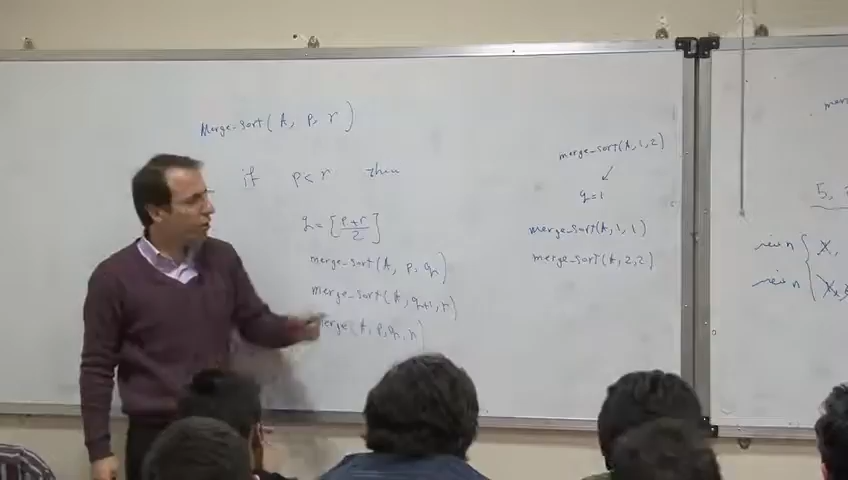 Merge-sort(A, p, r)
if p<r then
q=[p+r/2]
merge-sort(A, p, q)
merge-sort(A, q+1, r)
merge(A, p, q, r)
merge-sort(A,1,2)
q=1
merge-sort(A,1,1)
merge-sort(A,2,2)
5,